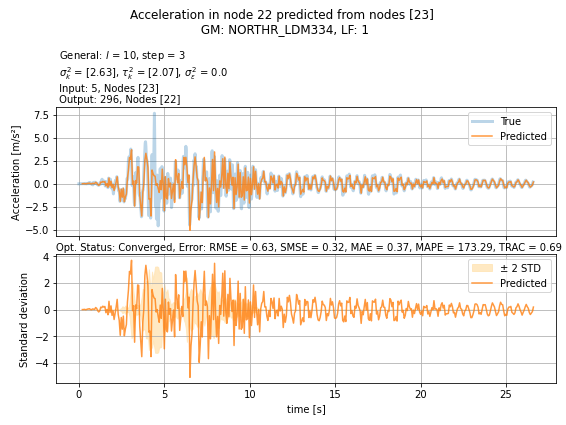 Acceleration in node 22 predicted from nodes [23]
GM: NORTHR_LDM334, LF: 1
General: l = 10, step = 3
σ²ₖ = [2.63], τ²ₖ = [2.07], σ²ε = 0.0
Input: 5, Nodes [23]
Output: 296, Nodes [22]
Acceleration [m/s²]
7.5
5.0
2.5
0.0
−2.5
−5.0
True
Predicted
Opt. Status: Converged, Error: RMSE = 0.63, SMSE = 0.32, MAE = 0.37, MAPE = 173.29, TRAC = 0.69
Standard deviation
4
2
0
−2
−4
± 2 STD
Predicted
0 5 10 15 20 25
time [s]